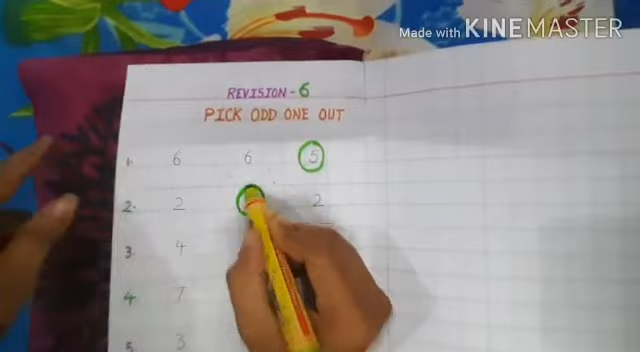 Made with KINEMASTER
REVISION - 6
PICK ODD ONE OUT
1. 6 6 5
2. 2 2
3. 4
4. 7
5. 3